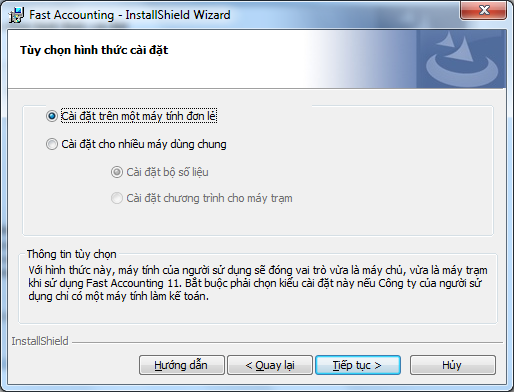 Fast Accounting - InstallShield Wizard
Tùy chọn hình thức cài đặt
Cài đặt trên một máy tính đơn lẻ
Cài đặt cho nhiều máy dùng chung
Cài đặt bộ số liệu
Cài đặt chương trình cho máy trạm
Thông tin tùy chọn
Với hình thức này, máy tính của người sử dụng sẽ đóng vai trò vừa là máy chủ, vừa là máy trạm
khi sử dụng Fast Accounting 11. Bắt buộc phải chọn kiểu cài đặt này nếu Công ty của người sử
dụng chỉ có một máy tính làm kế toán.
InstallShield
Hướng dẫn
< Quay lại
Tiếp tục >
Hủy